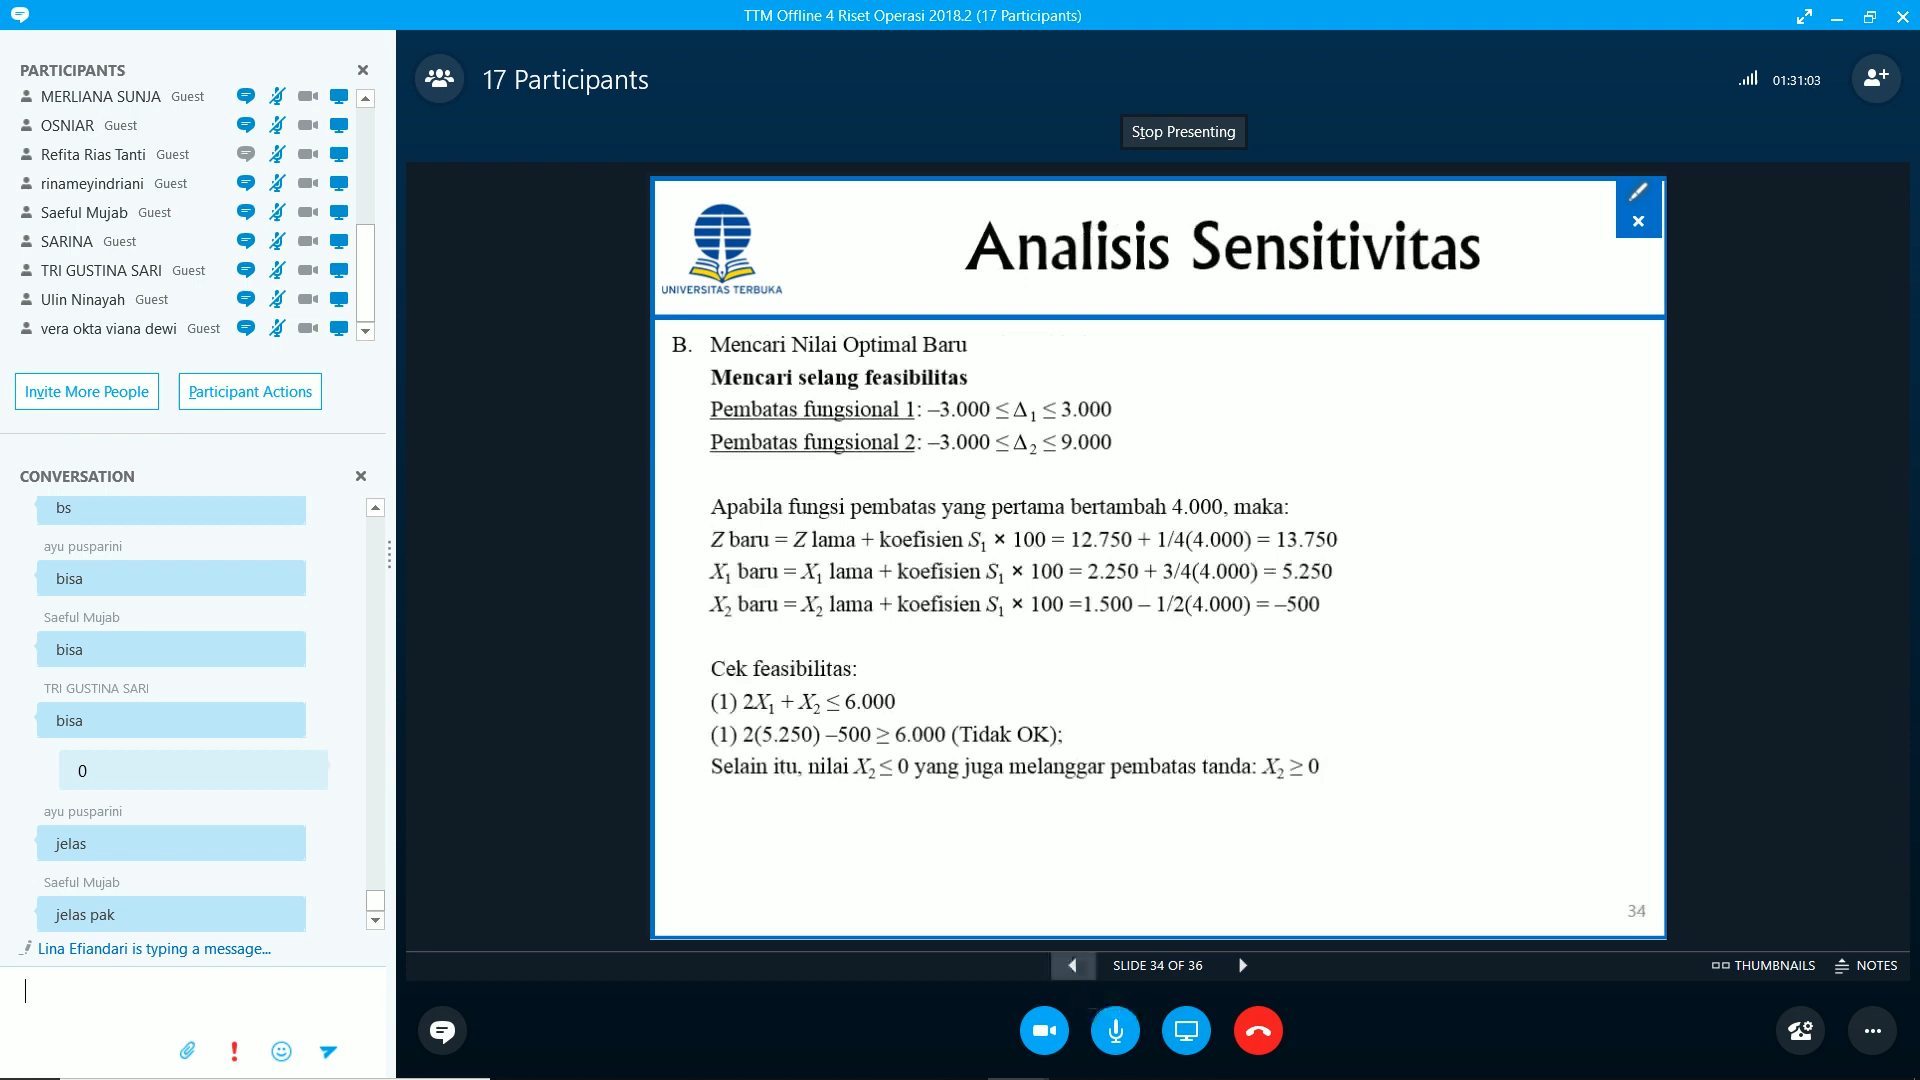 TTM Offline 4 Riset Operasi 2018.2 (17 Participants)
PARTICIPANTS
MERLIANA SUNJA Guest
OSNIAR Guest
Refita Rias Tanti Guest
rinameyindriani Guest
Saeful Mujab Guest
SARINA Guest
TRI GUSTINA SARI Guest
Ulin Ninayah Guest
vera okta viana dewi Guest
Invite More People
Participant Actions
CONVERSATION
bs
ayu pusparini
bisa
Saeful Mujab
bisa
TRI GUSTINA SARI
bisa
0
ayu pusparini
jelas
Saeful Mujab
jelas pak
Lina Efiandari is typing a message...
17 Participants
01:31:03
Stop Presenting
UNIVERSITAS TERBUKA
Analisis Sensitivitas
B. Mencari Nilai Optimal Baru
Mencari selang feasibilitas
Pembatas fungsional 1: –3.000 ≤ Δ₁ ≤ 3.000
Pembatas fungsional 2: –3.000 ≤ Δ₂ ≤ 9.000
Apabila fungsi pembatas yang pertama bertambah 4.000, maka:
Z baru = Z lama + koefisien S₁ × 100 = 12.750 + 1/4(4.000) = 13.750
X₁ baru = X₁ lama + koefisien S₁ × 100 = 2.250 + 3/4(4.000) = 5.250
X₂ baru = X₂ lama + koefisien S₁ × 100 =1.500 – 1/2(4.000) = –500
Cek feasibilitas:
(1) 2X₁ + X₂ ≤ 6.000
(1) 2(5.250) –500 ≥ 6.000 (Tidak OK);
Selain itu, nilai X₂ ≤ 0 yang juga melanggar pembatas tanda: X₂ ≥ 0
34
SLIDE 34 OF 36
THUMBNAILS
NOTES